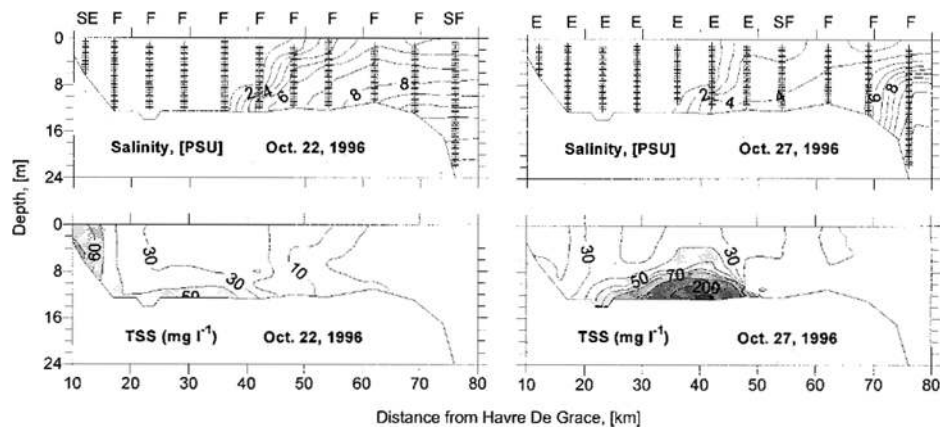 SE F F F F F F F F F SF
E E E E E E E SF F F F
0
8
16
24
2 4 6 8 8
Salinity, [PSU] Oct. 22, 1996
2 4 4 6 8
Salinity, [PSU] Oct. 27, 1996
Depth, [m]
0
8
16
24
60 30 30 10 50
TSS (mg l⁻¹) Oct. 22, 1996
30 50 70 200 30
TSS (mg l⁻¹) Oct. 27, 1996
10 20 30 40 50 60 70 80
10 20 30 40 50 60 70 80
Distance from Havre De Grace, [km]